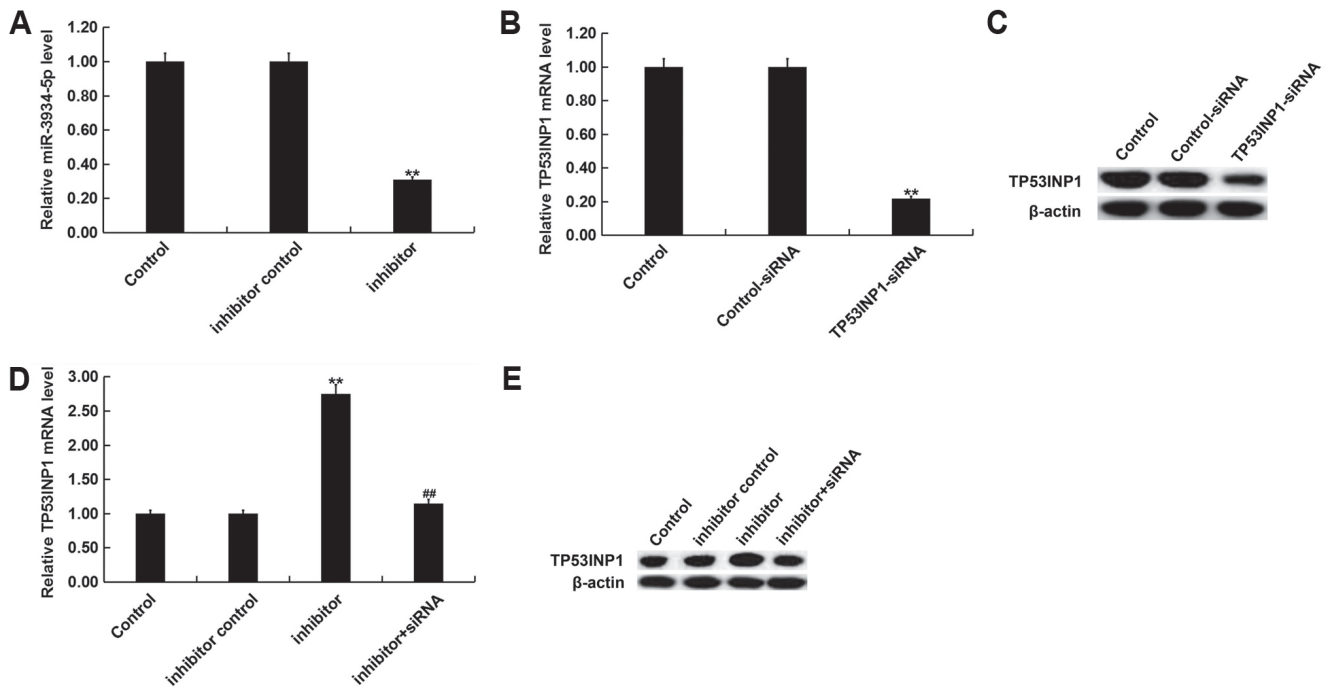 A
Relative miR-3934-5p level
1.20
1.00
0.80
0.60
0.40
0.20
0.00
**
Control
inhibitor control
inhibitor
B
Relative TP53INP1 mRNA level
1.20
1.00
0.80
0.60
0.40
0.20
0.00
**
Control
Control-siRNA
TP53INP1-siRNA
C
Control
Control-siRNA
TP53INP1-siRNA
TP53INP1
β-actin
D
Relative TP53INP1 mRNA level
3.00
2.50
2.00
1.50
1.00
0.50
0.00
**
##
Control
inhibitor control
inhibitor
inhibitor+siRNA
E
Control
inhibitor control
inhibitor
inhibitor+siRNA
TP53INP1
β-actin